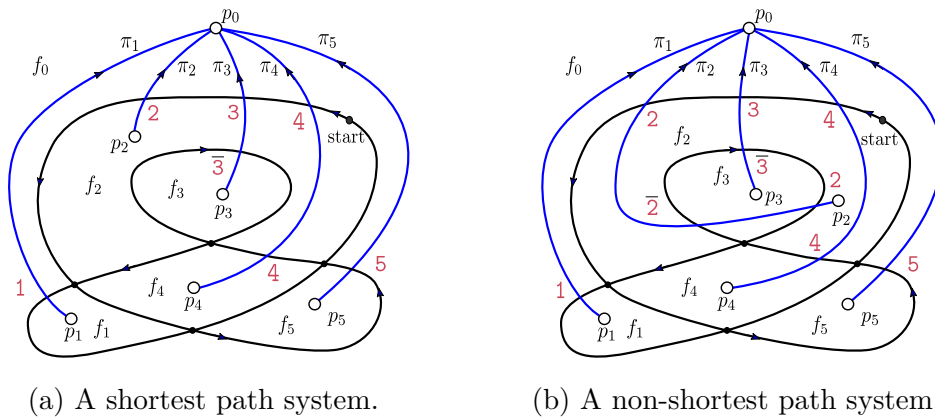 p₀
π₁ π₂ π₃ π₄ π₅
f₀
2 3 4
start
p₂
3̅
f₂ f₃
p₃
1 4 5
f₄
p₄
p₁ f₁ f₅ p₅
(a) A shortest path system.
p₀
π₁ π₂ π₃ π₄ π₅
f₀
2 3 4
start
f₂
3̅
f₃ p₃ 2
2̅ p₂
4
1 5
f₄
p₄
p₁ f₁ f₅ p₅
(b) A non-shortest path system